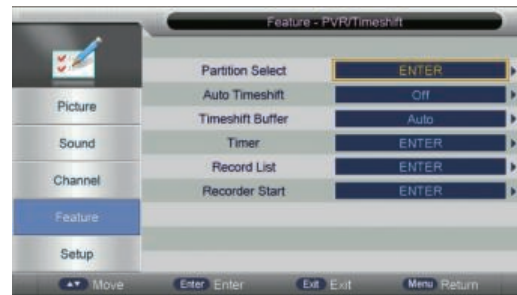 Feature - PVR/Timeshift
Partition Select ENTER
Auto Timeshift Off
Timeshift Buffer Auto
Timer ENTER
Record List ENTER
Recorder Start ENTER
Picture
Sound
Channel
Feature
Setup
Move Enter Enter Exit Exit Menu Return